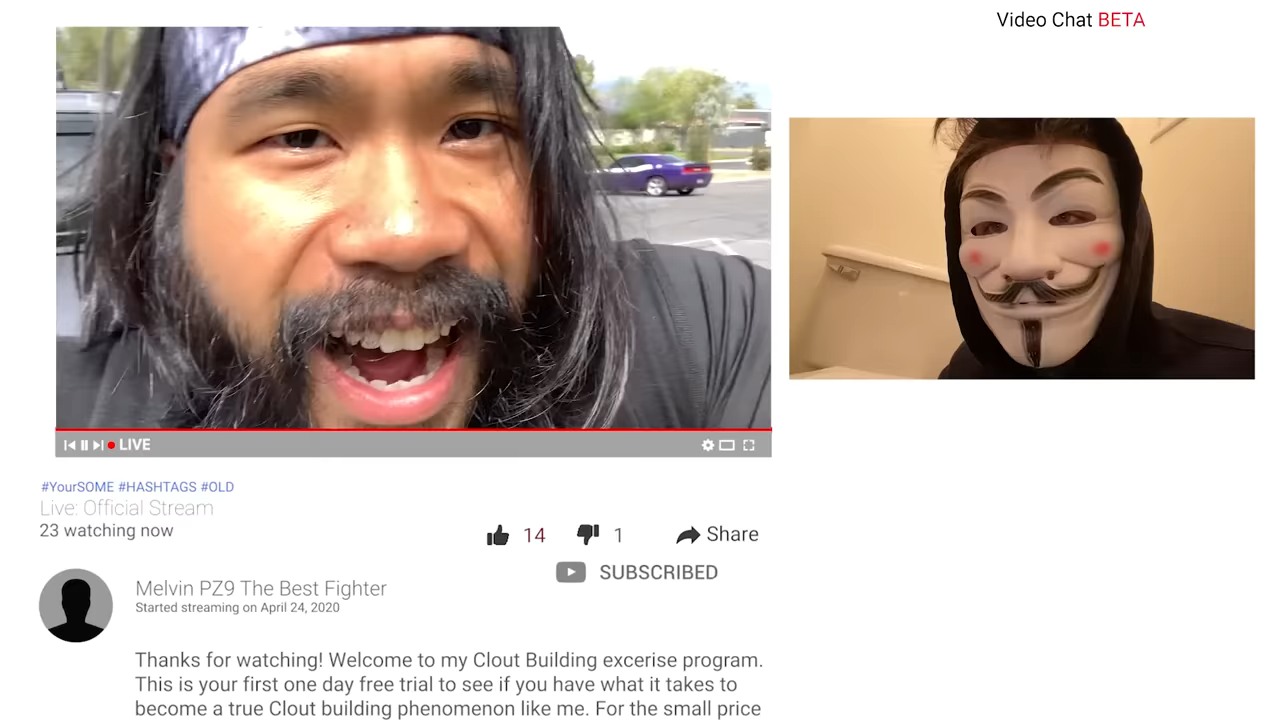 Video Chat BETA
LIVE
#YourSOME #HASHTAGS #OLD
Live: Official Stream
23 watching now
14
1
Share
SUBSCRIBED
Melvin PZ9 The Best Fighter
Started streaming on April 24, 2020
Thanks for watching! Welcome to my Clout Building excerise program.
This is your first one day free trial to see if you have what it takes to
become a true Clout building phenomenon like me. For the small price